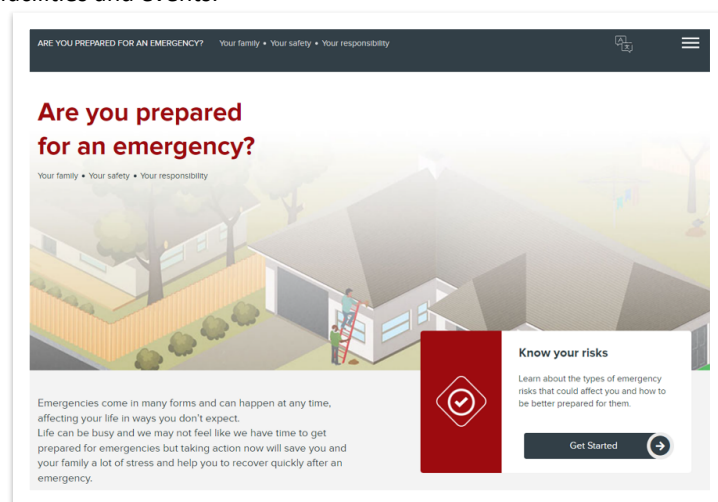 ARE YOU PREPARED FOR AN EMERGENCY? Your family • Your safety • Your responsibility
Are you prepared
for an emergency?
Your family • Your safety • Your responsibility
Know your risks
Learn about the types of emergency
risks that could affect you and how to
be better prepared for them.
Get Started
Emergencies come in many forms and can happen at any time,
affecting your life in ways you don't expect.
Life can be busy and we may not feel like we have time to get
prepared for emergencies but taking action now will save you and
your family a lot of stress and help you to recover quickly after an
emergency.